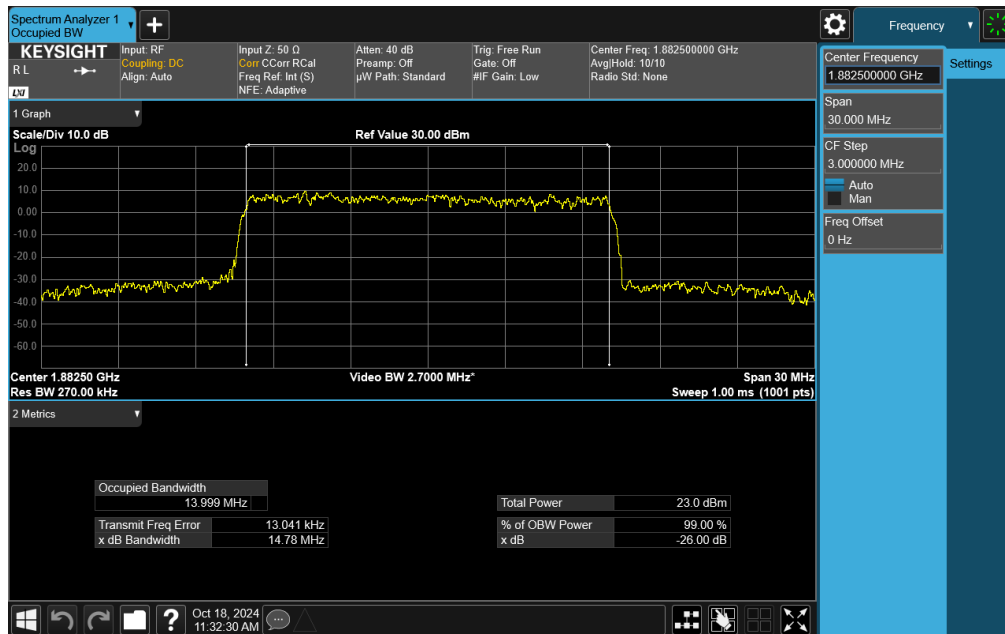 Spectrum Analyzer 1
Occupied BW
Frequency
KEYSIGHT
R L
LXI
Input: RF
Coupling: DC
Align: Auto
Input Z: 50 Ω
Corr CCorr RCal
Freq Ref: Int (S)
NFE: Adaptive
Atten: 40 dB
Preamp: Off
µW Path: Standard
Trig: Free Run
Gate: Off
#IF Gain: Low
Center Freq: 1.882500000 GHz
Avg|Hold: 10/10
Radio Std: None
Center Frequency
1.882500000 GHz
Settings
Span
30.000 MHz
CF Step
3.000000 MHz
Auto
Man
Freq Offset
0 Hz
1 Graph
Scale/Div 10.0 dB
Ref Value 30.00 dBm
Log
20.0
10.0
0.00
-10.0
-20.0
-30.0
-40.0
-50.0
-60.0
Center 1.88250 GHz
Video BW 2.7000 MHz*
Span 30 MHz
Res BW 270.00 kHz
Sweep 1.00 ms (1001 pts)
2 Metrics
Occupied Bandwidth
13.999 MHz
Total Power 23.0 dBm
Transmit Freq Error 13.041 kHz
% of OBW Power 99.00 %
x dB Bandwidth 14.78 MHz
x dB -26.00 dB
?
Oct 18, 2024
11:32:30 AM